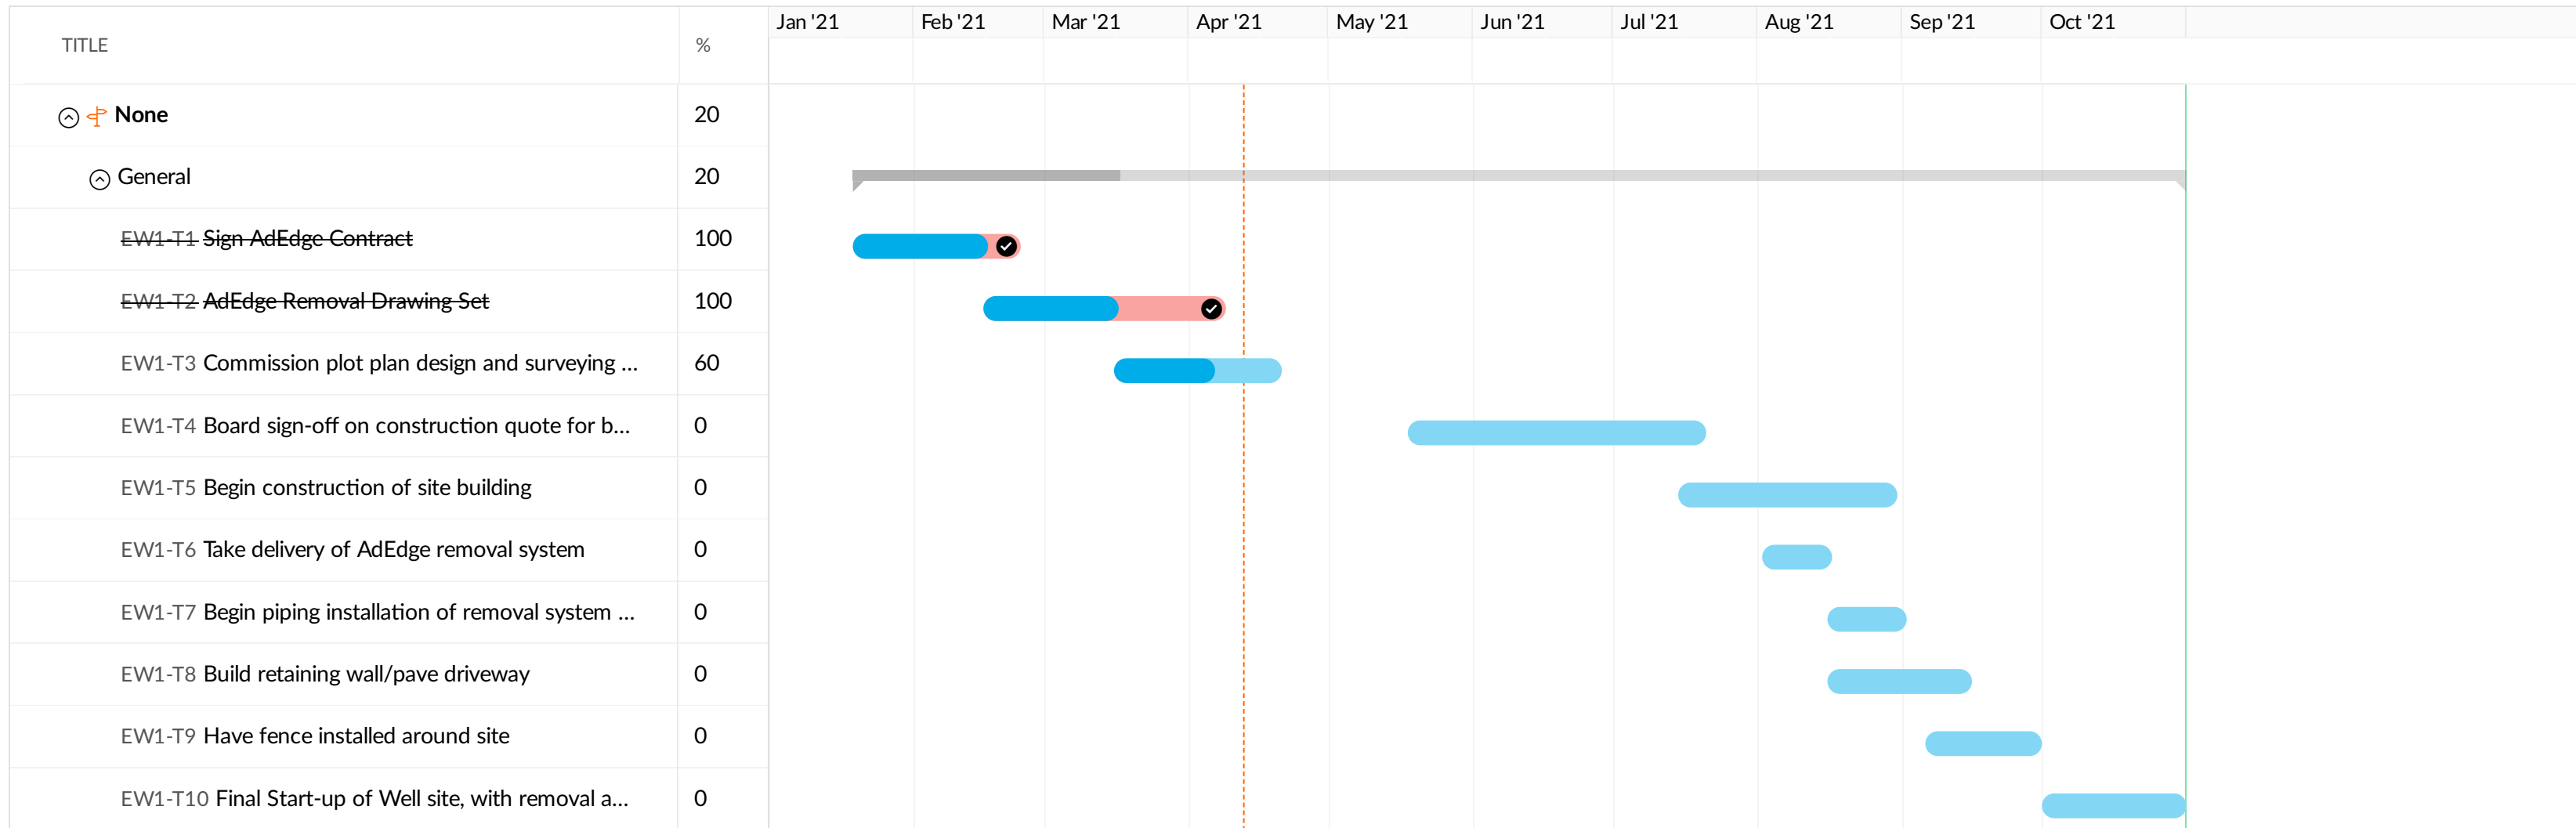 TITLE % Jan '21 Feb '21 Mar '21 Apr '21 May '21 Jun '21 Jul '21 Aug '21 Sep '21 Oct '21
None 20
General 20
EW1-T1 Sign AdEdge Contract 100
EW1-T2 AdEdge Removal Drawing Set 100
EW1-T3 Commission plot plan design and surveying ... 60
EW1-T4 Board sign-off on construction quote for b... 0
EW1-T5 Begin construction of site building 0
EW1-T6 Take delivery of AdEdge removal system 0
EW1-T7 Begin piping installation of removal system ... 0
EW1-T8 Build retaining wall/pave driveway 0
EW1-T9 Have fence installed around site 0
EW1-T10 Final Start-up of Well site, with removal a... 0